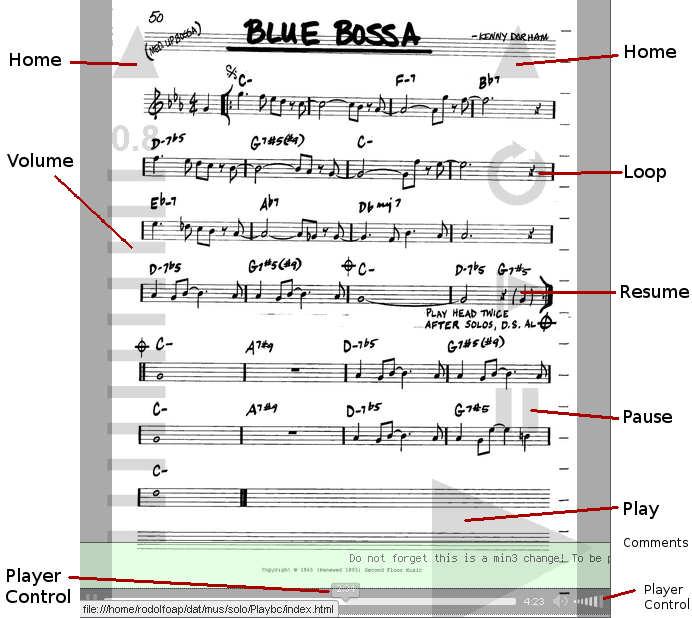 50
BLUE BOSSA
(MED. UP BOSSA)
- KENNY DORHAM
Home
Home
C- F-7 Bb7
0.8
D-7b5 G7#5(#9) C-
Volume
Loop
Eb-7 Ab7 Db maj7
D-7b5 G7#5(#9) C- D-7b5 G7#5
Resume
PLAY HEAD TWICE
AFTER SOLOS, D.S. AL
C- A7#9 D-7b5 G7#5(#9)
C- A7#9 D-7b5 G7#5
Pause
C-
Play
Comments
Do not forget this is a min3 change! To be p
Copyright © 1963 (Renewed 1991) Second Floor Music
Player
Control
2:34
4:23
Player
Control
file:///home/rodolfoap/dat/mus/solo/Playbc/index.html